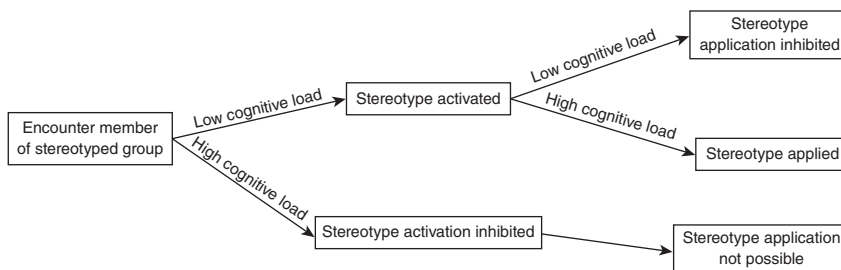 Stereotype
application inhibited
Low cognitive load
Low cognitive load
Stereotype activated
High cognitive load
Encounter member
of stereotyped group
High cognitive load
Stereotype applied
Stereotype activation inhibited
Stereotype application
not possible